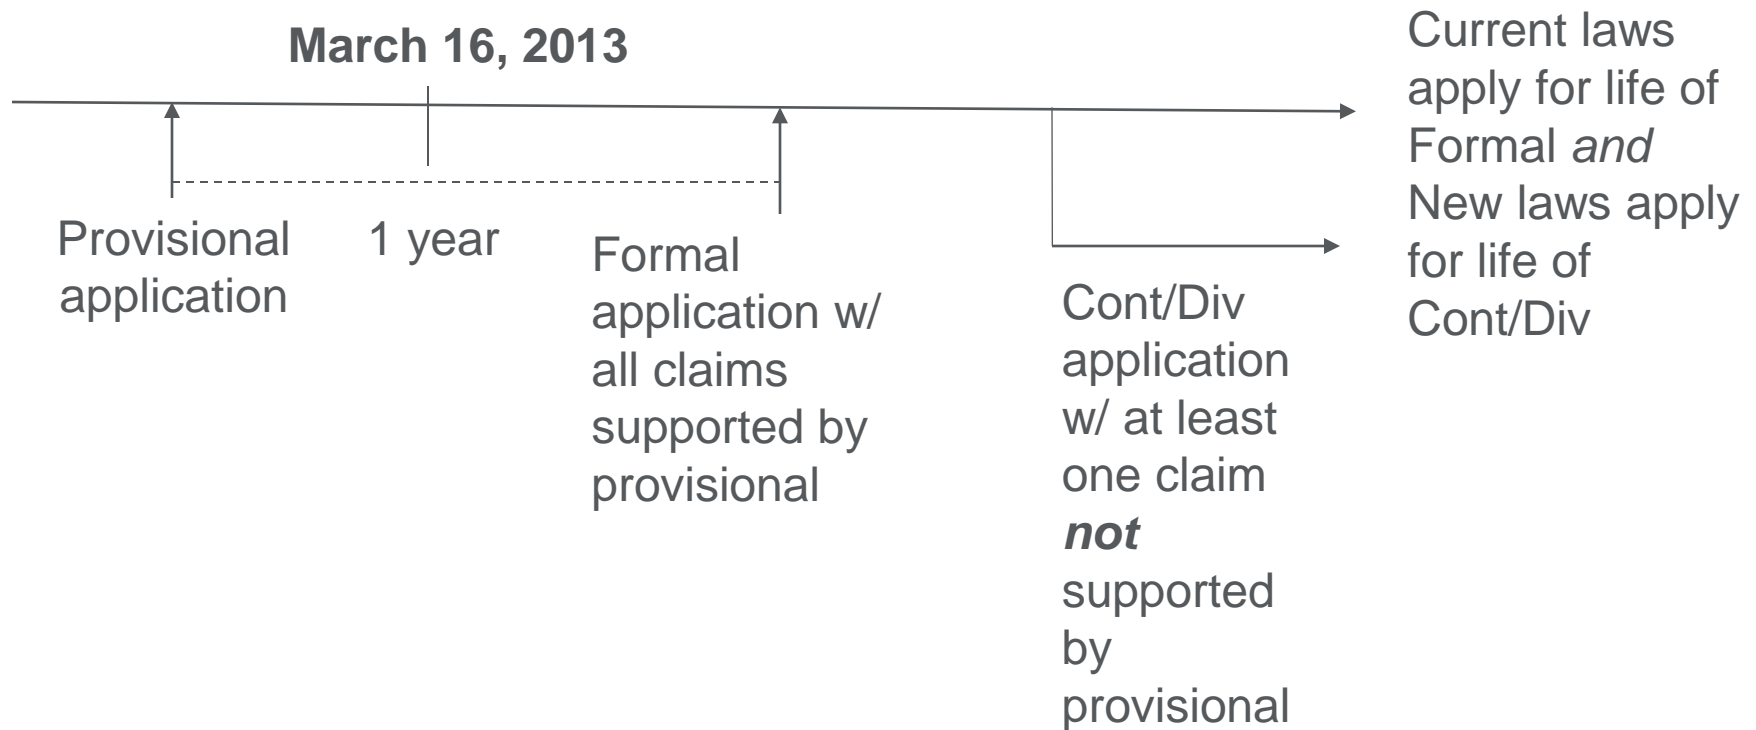 March 16, 2013
Provisional
application
1 year
Formal
application w/
all claims
supported by
provisional
Cont/Div
application
w/ at least
one claim
not
supported
by
provisional
Current laws
apply for life of
Formal and
New laws apply
for life of
Cont/Div